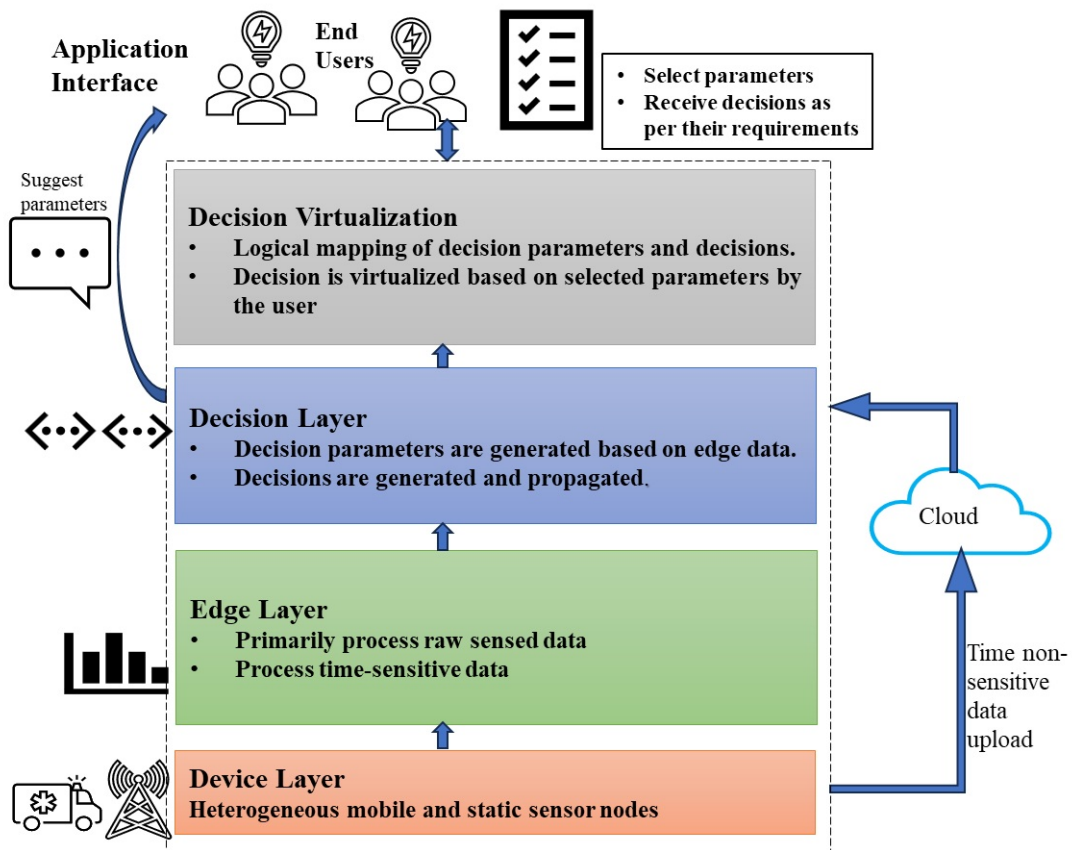 Application
Interface
End
Users
• Select parameters
• Receive decisions as
per their requirements
Suggest
parameters
Decision Virtualization
• Logical mapping of decision parameters and decisions.
• Decision is virtualized based on selected parameters by
the user
Decision Layer
• Decision parameters are generated based on edge data.
• Decisions are generated and propagated.
Cloud
Edge Layer
• Primarily process raw sensed data
• Process time-sensitive data
Time non-
sensitive
data
upload
Device Layer
Heterogeneous mobile and static sensor nodes